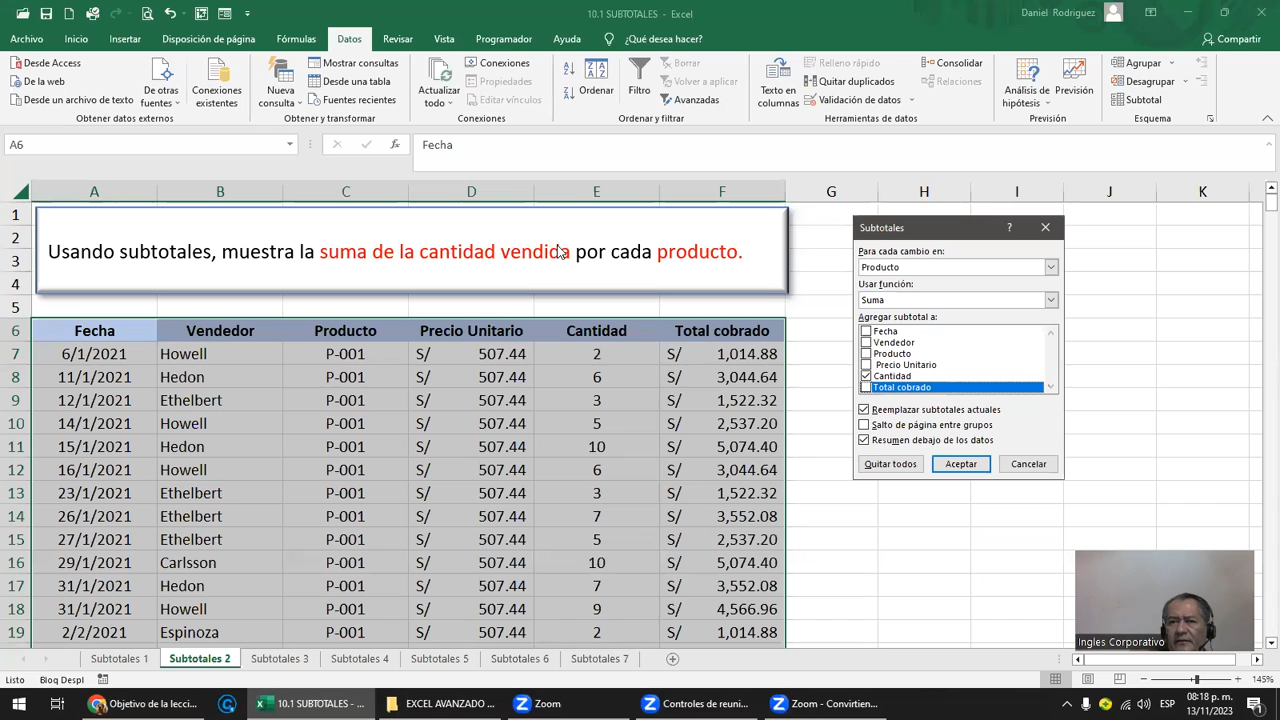 10.1 SUBTOTALES - Excel
Daniel Rodriguez
Archivo Inicio Insertar Disposición de página Fórmulas Datos Revisar Vista Programador Ayuda ¿Qué desea hacer? Compartir
Desde Access
De la web
Desde un archivo de texto
De otras fuentes
Conexiones existentes
Obtener datos externos
Nueva consulta
Mostrar consultas
Desde una tabla
Fuentes recientes
Obtener y transformar
Actualizar todo
Conexiones
Propiedades
Editar vínculos
Conexiones
Ordenar
Filtro
Borrar
Volver a aplicar
Avanzadas
Ordenar y filtrar
Texto en columnas
Relleno rápido
Quitar duplicados
Validación de datos
Consolidar
Relaciones
Herramientas de datos
Análisis de hipótesis
Previsión
Previsión
Agrupar
Desagrupar
Subtotal
Esquema
A6
Fecha
A B C D E F G H I J K
1
2
3
4
5
Usando subtotales, muestra la suma de la cantidad vendida por cada producto.
6 Fecha Vendedor Producto Precio Unitario Cantidad Total cobrado
7 6/1/2021 Howell P-001 S/ 507.44 2 S/ 1,014.88
8 11/1/2021 Hedon P-001 S/ 507.44 6 S/ 3,044.64
9 12/1/2021 Ethelbert P-001 S/ 507.44 3 S/ 1,522.32
10 14/1/2021 Howell P-001 S/ 507.44 5 S/ 2,537.20
11 15/1/2021 Hedon P-001 S/ 507.44 10 S/ 5,074.40
12 16/1/2021 Howell P-001 S/ 507.44 6 S/ 3,044.64
13 23/1/2021 Ethelbert P-001 S/ 507.44 3 S/ 1,522.32
14 26/1/2021 Ethelbert P-001 S/ 507.44 7 S/ 3,552.08
15 27/1/2021 Ethelbert P-001 S/ 507.44 5 S/ 2,537.20
16 29/1/2021 Carlsson P-001 S/ 507.44 10 S/ 5,074.40
17 31/1/2021 Hedon P-001 S/ 507.44 7 S/ 3,552.08
18 31/1/2021 Howell P-001 S/ 507.44 9 S/ 4,566.96
19 2/2/2021 Espinoza P-001 S/ 507.44 2 S/ 1,014.88
Subtotales
Para cada cambio en:
Producto
Usar función:
Suma
Agregar subtotal a:
Fecha
Vendedor
Producto
Precio Unitario
Cantidad
Total cobrado
Reemplazar subtotales actuales
Salto de página entre grupos
Resumen debajo de los datos
Quitar todos Aceptar Cancelar
Ingles Corporativo
Subtotales 1 Subtotales 2 Subtotales 3 Subtotales 4 Subtotales 5 Subtotales 6 Subtotales 7
Listo Bloq Despl 145%
Objetivo de la lecci... 10.1 SUBTOTALES - ... EXCEL AVANZADO ... Zoom Controles de reuni... Zoom - Convirtien... ESP 08:18 p. m.
13/11/2023